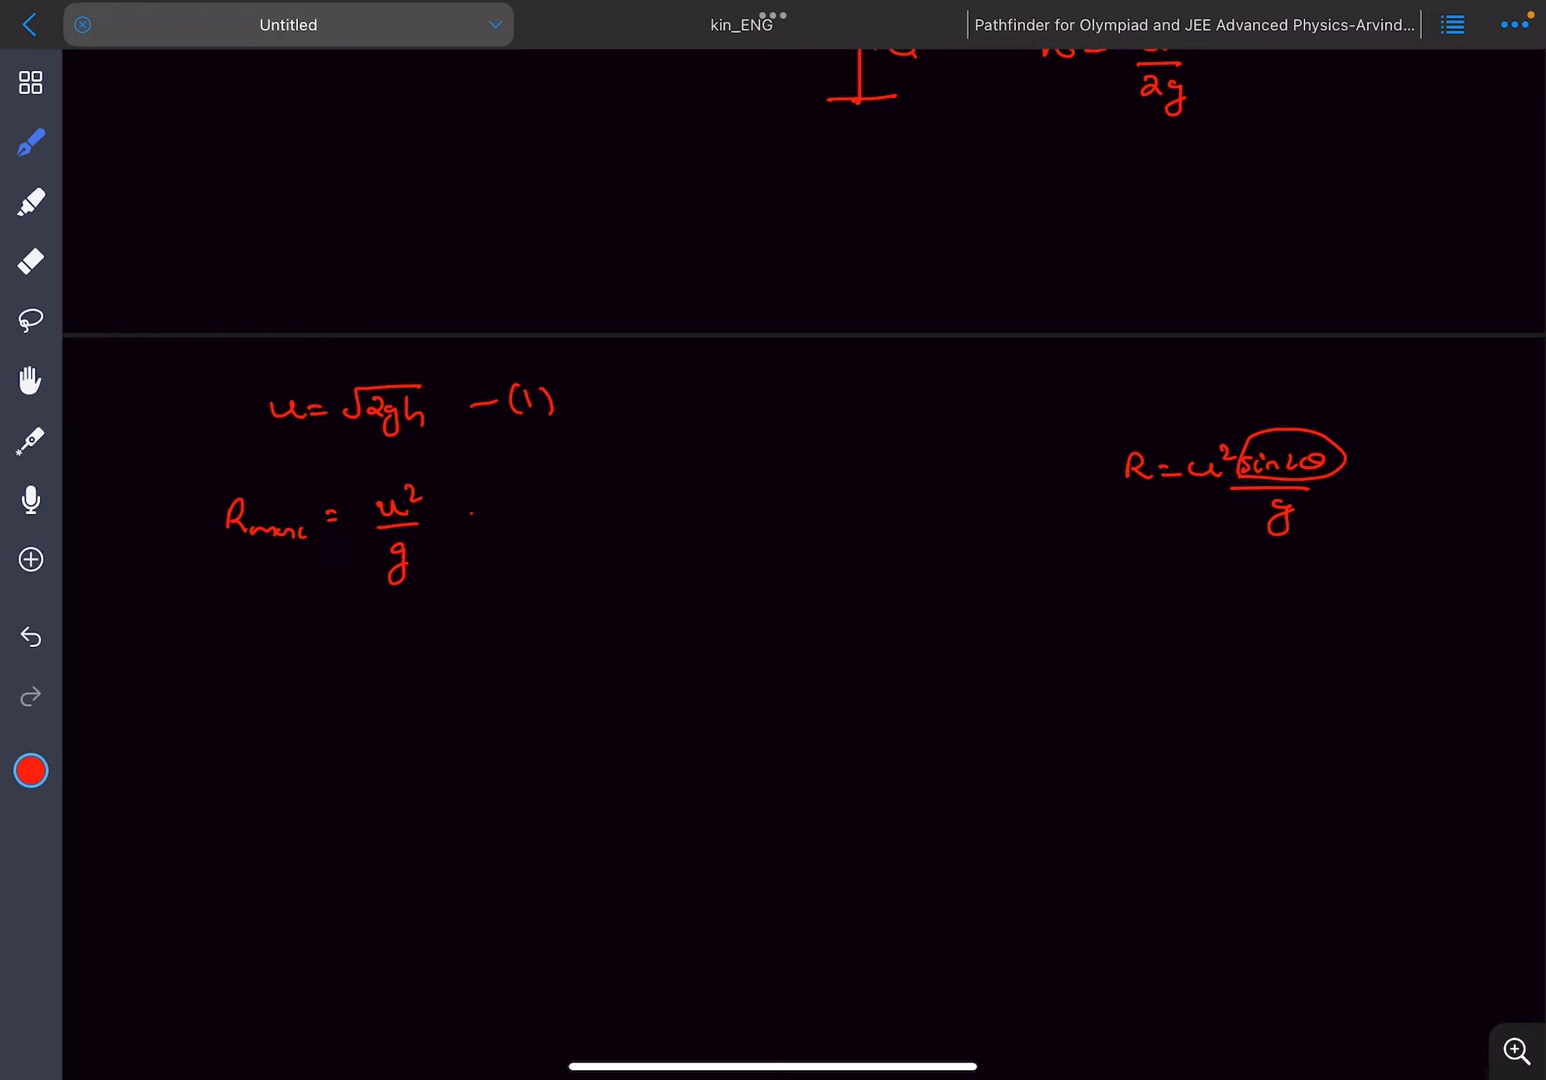 Untitled kin_ENG Pathfinder for Olympiad and JEE Advanced Physics-Arvind...
2g
u = √2gh — (1)
R = u² sin2θ / g
Rmax = u² / g